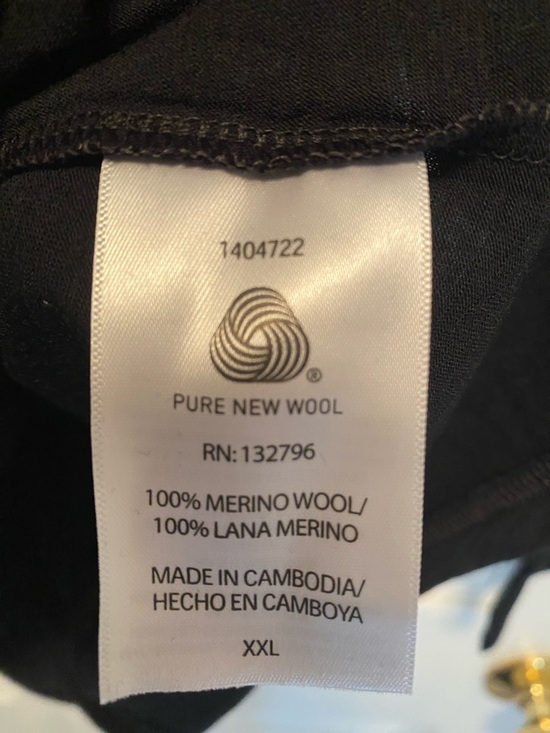 1404722
®
PURE NEW WOOL
RN: 132796
100% MERINO WOOL/
100% LANA MERINO
MADE IN CAMBODIA/
HECHO EN CAMBOYA
XXL